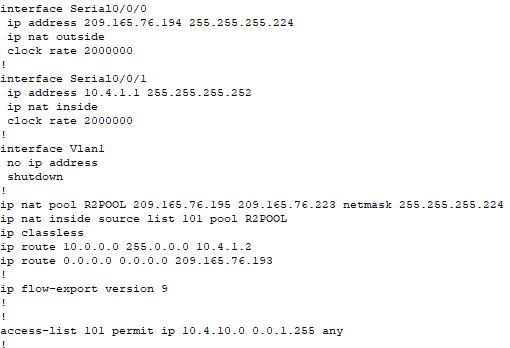 interface Serial0/0/0
 ip address 209.165.76.194 255.255.255.224
 ip nat outside
 clock rate 2000000
!
interface Serial0/0/1
 ip address 10.4.1.1 255.255.255.252
 ip nat inside
 clock rate 2000000
!
interface Vlan1
 no ip address
 shutdown
!
ip nat pool R2POOL 209.165.76.195 209.165.76.223 netmask 255.255.255.224
ip nat inside source list 101 pool R2POOL
ip classless
ip route 10.0.0.0 255.0.0.0 10.4.1.2
ip route 0.0.0.0 0.0.0.0 209.165.76.193
!
ip flow-export version 9
!
!
access-list 101 permit ip 10.4.10.0 0.0.1.255 any
!